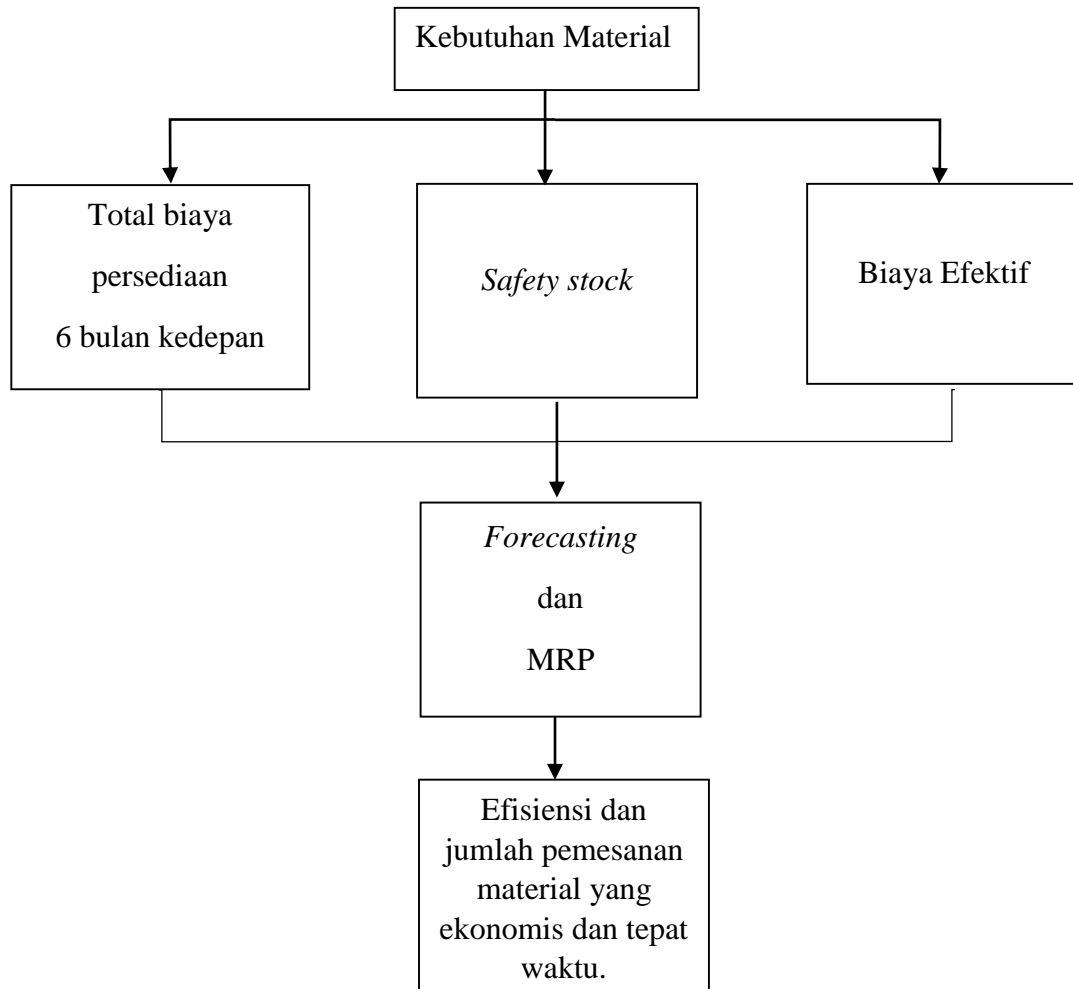 Kebutuhan Material
Total biaya
persediaan
6 bulan kedepan
Safety stock
Biaya Efektif
Forecasting
dan
MRP
Efisiensi dan
jumlah pemesanan
material yang
ekonomis dan tepat
waktu.